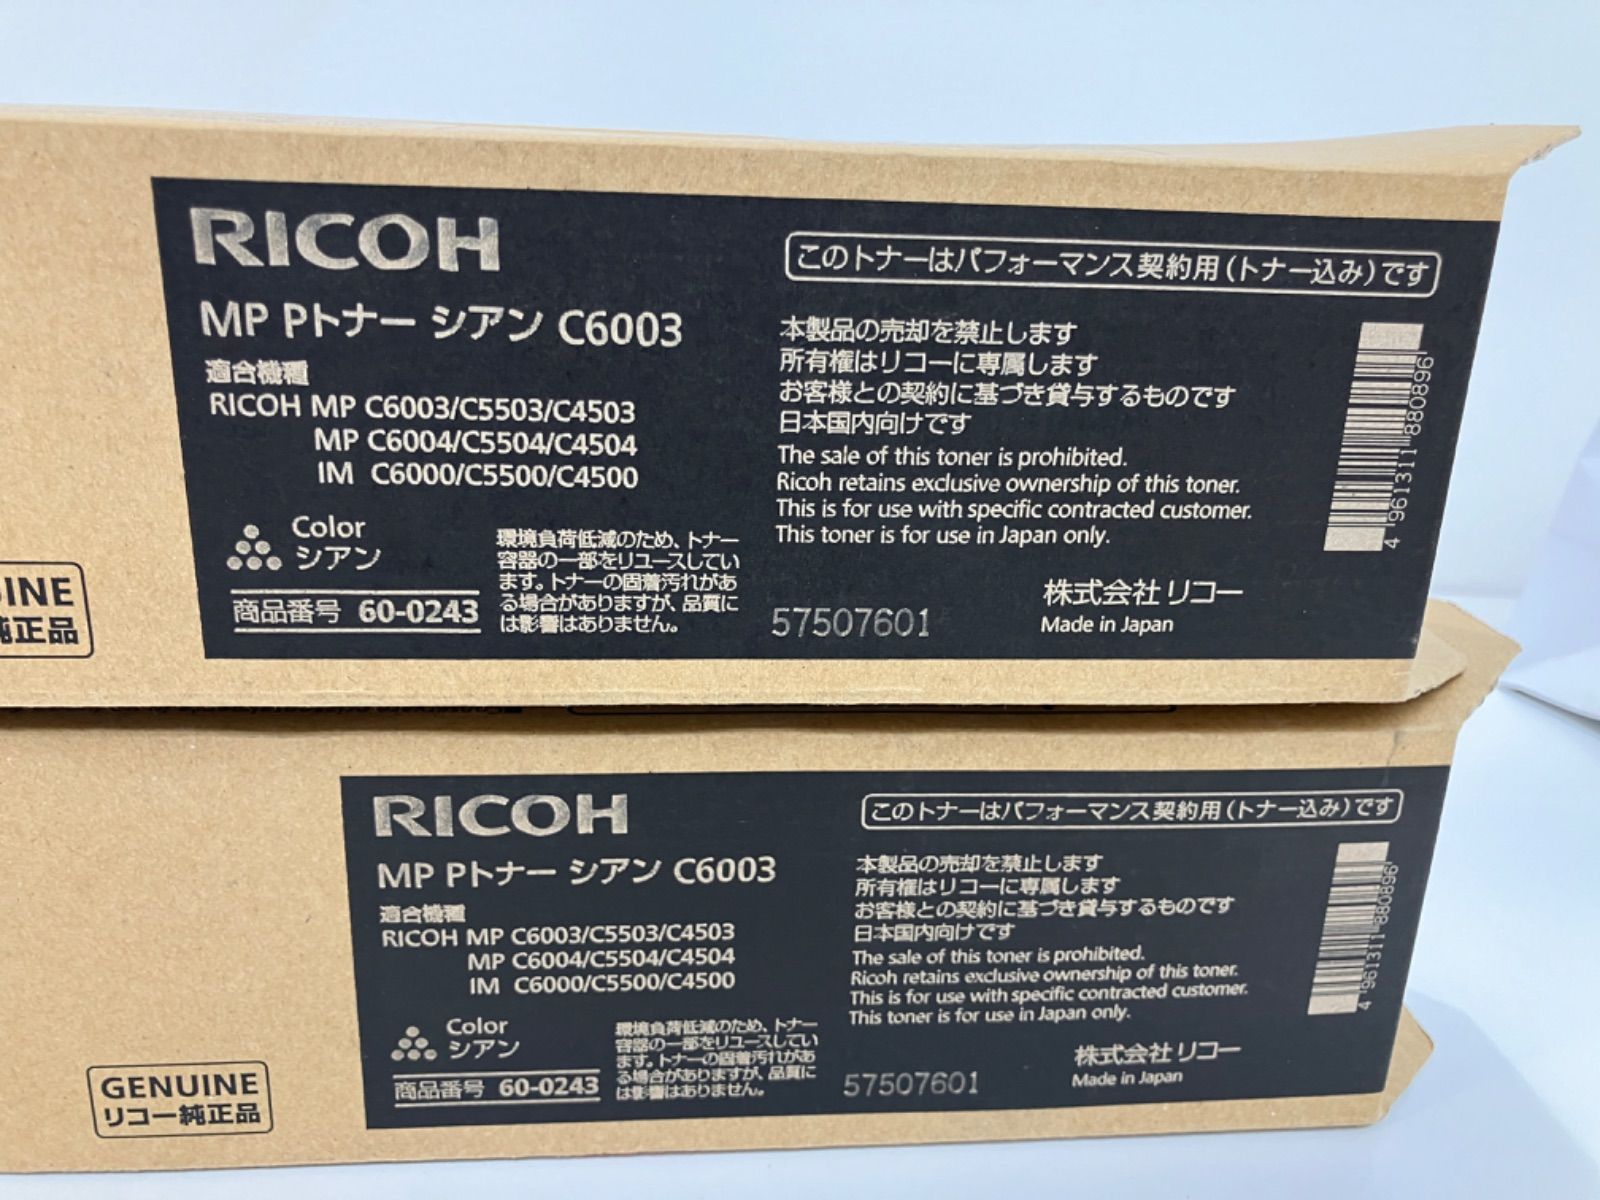 RICOH
MP Pトナー シアン C6003
適合機種
RICOH MP C6003/C5503/C4503
MP C6004/C5504/C4504
IM C6000/C5500/C4500
Color
シアン
商品番号 60-0243
環境負荷低減のため、トナー
容器の一部をリユースしてい
ます。トナーの固着汚れがあ
る場合がありますが、品質に
は影響はありません。
このトナーはパフォーマンス契約用(トナー込み)です
本製品の売却を禁止します
所有権はリコーに専属します
お客様との契約に基づき貸与するものです
日本国内向けです
The sale of this toner is prohibited.
Ricoh retains exclusive ownership of this toner.
This is for use with specific contracted customer.
This toner is for use in Japan only.
57507601
株式会社 リコー
Made in Japan
4 961311 880896
純正品
RICOH
MP Pトナー シアン C6003
適合機種
RICOH MP C6003/C5503/C4503
MP C6004/C5504/C4504
IM C6000/C5500/C4500
Color
シアン
商品番号 60-0243
環境負荷低減のため、トナー
容器の一部をリユースしてい
ます。トナーの固着汚れがあ
る場合がありますが、品質に
は影響はありません。
このトナーはパフォーマンス契約用(トナー込み)です
本製品の売却を禁止します
所有権はリコーに専属します
お客様との契約に基づき貸与するものです
日本国内向けです
The sale of this toner is prohibited.
Ricoh retains exclusive ownership of this toner.
This is for use with specific contracted customer.
This toner is for use in Japan only.
57507601
株式会社 リコー
Made in Japan
4 961311 880896
GENUINE
リコー純正品